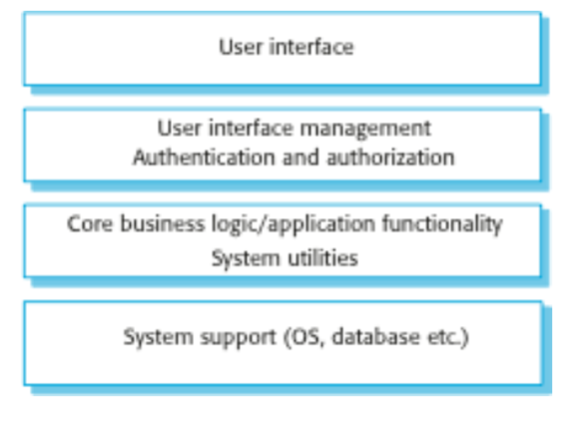 User interface
User interface management
Authentication and authorization
Core business logic/application functionality
System utilities
System support (OS, database etc.)